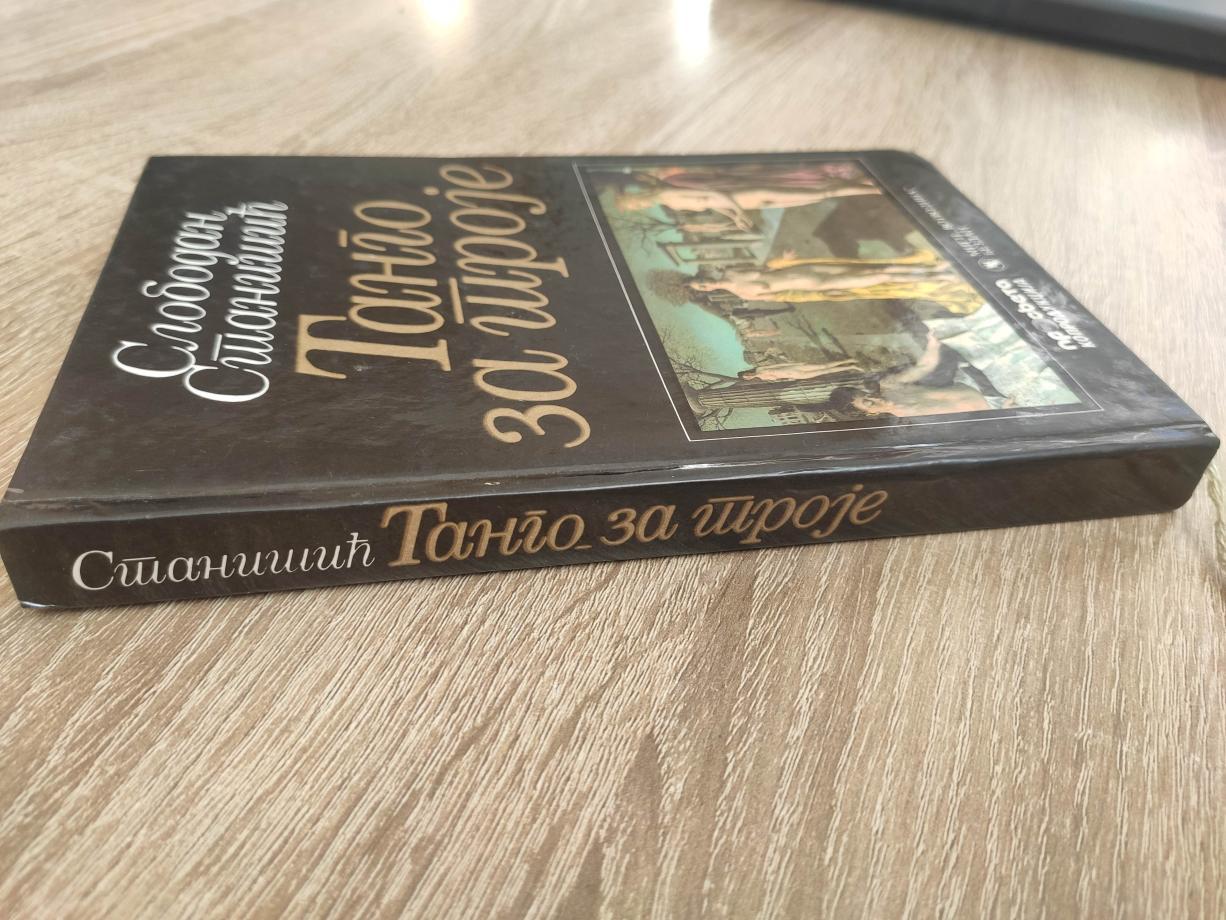 Слободан
Станишић
Танго
за троје
Станишић Танго за троје